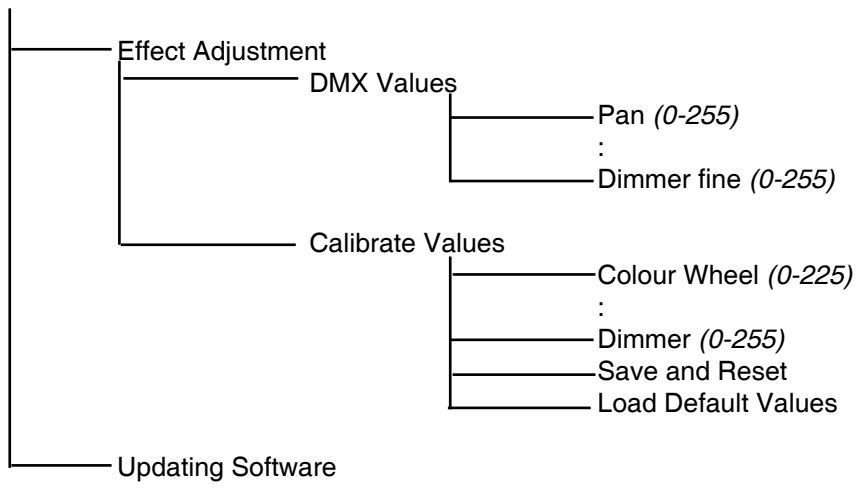 Effect Adjustment
DMX Values
Pan (0-255)
:
Dimmer fine (0-255)
Calibrate Values
Colour Wheel (0-225)
:
Dimmer (0-255)
Save and Reset
Load Default Values
Updating Software